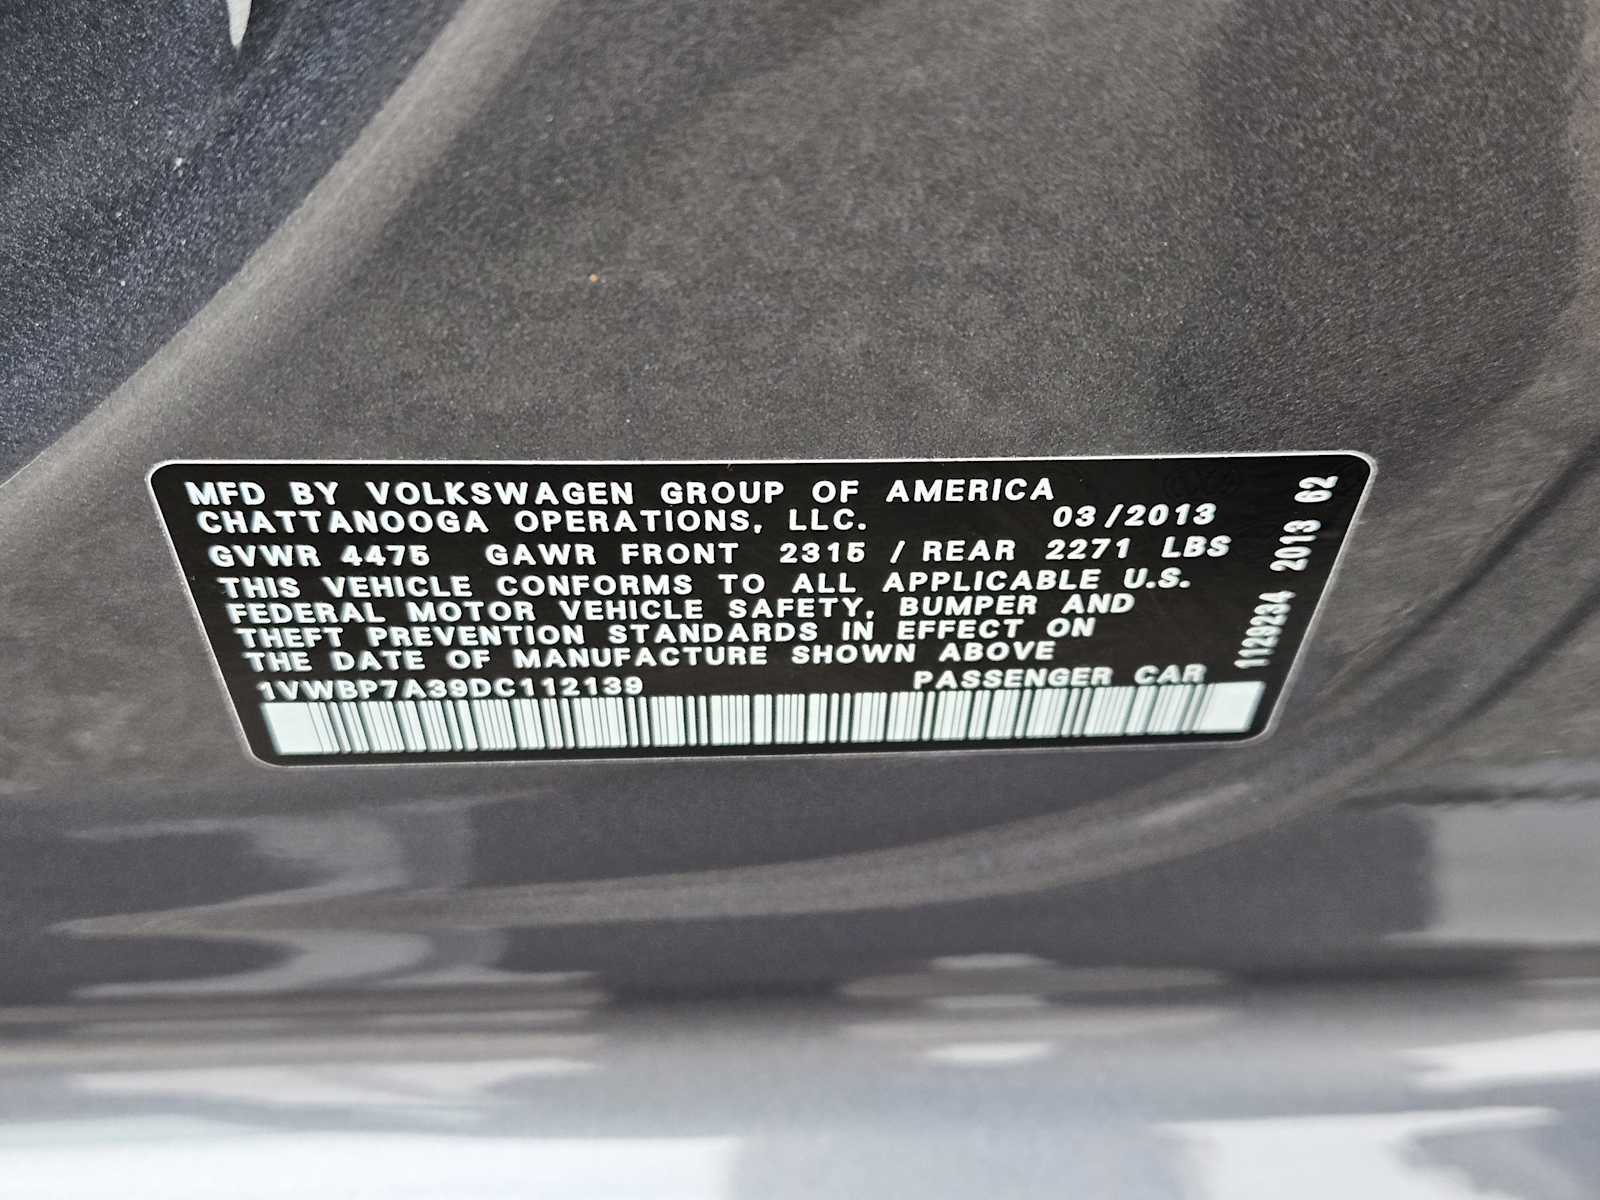 MFD BY VOLKSWAGEN GROUP OF AMERICA
CHATTANOOGA OPERATIONS, LLC. 03/2013
GVWR 4475 GAWR FRONT 2315 / REAR 2271 LBS
THIS VEHICLE CONFORMS TO ALL APPLICABLE U.S.
FEDERAL MOTOR VEHICLE SAFETY, BUMPER AND
THEFT PREVENTION STANDARDS IN EFFECT ON
THE DATE OF MANUFACTURE SHOWN ABOVE
1VWBP7A39DC112139 PASSENGER CAR
1129234 2013 62